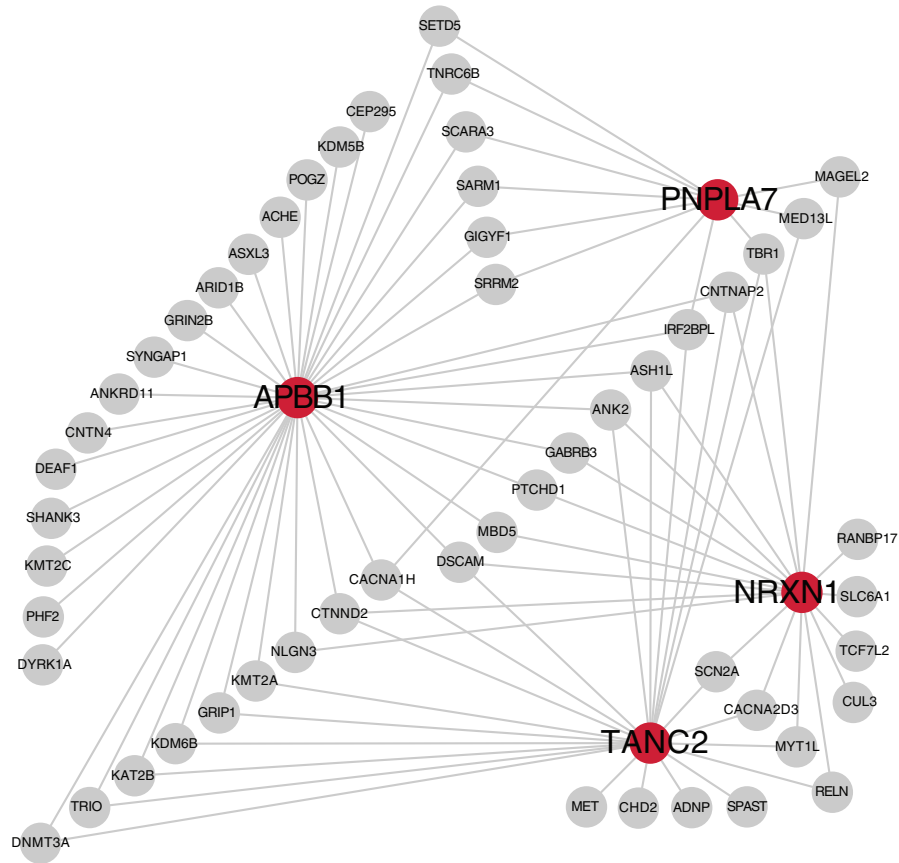 SETD5
TNRC6B
CEP295
SCARA3
KDM5B
MAGEL2
POGZ
SARM1
PNPLA7
ACHE
MED13L
GIGYF1
ASXL3
TBR1
ARID1B
SRRM2
CNTNAP2
GRIN2B
IRF2BPL
SYNGAP1
ASH1L
ANKRD11
APBB1
ANK2
CNTN4
GABRB3
DEAF1
PTCHD1
SHANK3
MBD5
RANBP17
KMT2C
DSCAM
CACNA1H
NRXN1
SLC6A1
PHF2
CTNND2
DYRK1A
NLGN3
TCF7L2
SCN2A
KMT2A
CUL3
GRIP1
CACNA2D3
KDM6B
TANC2
MYT1L
KAT2B
RELN
TRIO
MET
CHD2
ADNP
SPAST
DNMT3A